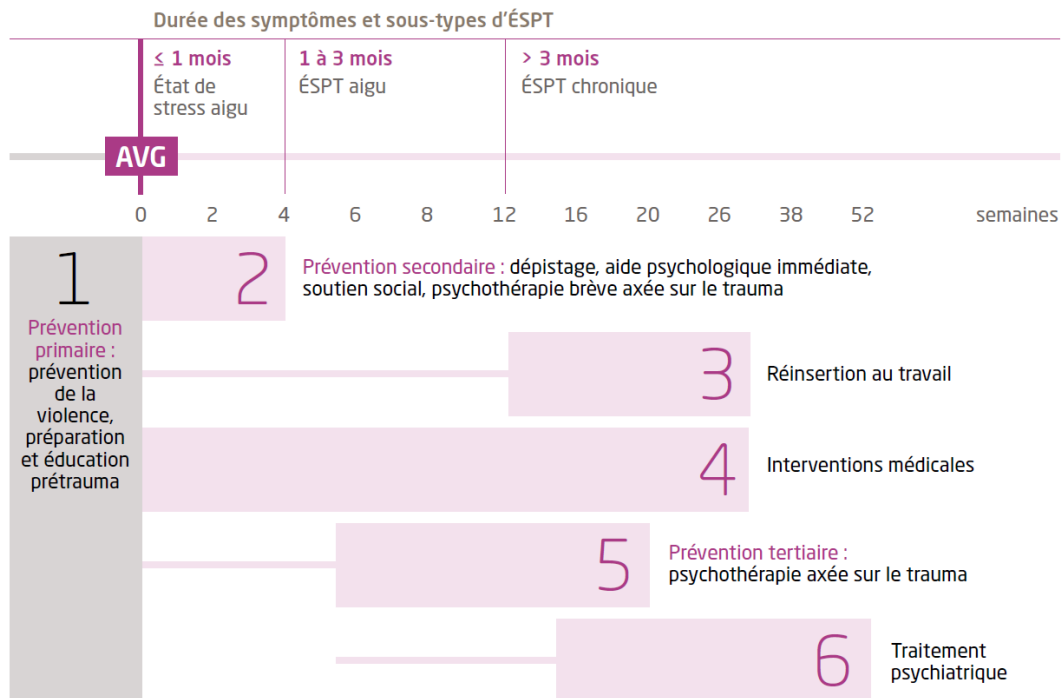 Durée des symptômes et sous-types d'ÉSPT
≤ 1 mois
État de
stress aigu
1 à 3 mois
ÉSPT aigu
> 3 mois
ÉSPT chronique
AVG
0 2 4 6 8 12 16 20 26 38 52 semaines
1
Prévention
primaire :
prévention
de la
violence,
préparation
et éducation
prétrauma
2
Prévention secondaire : dépistage, aide psychologique immédiate,
soutien social, psychothérapie brève axée sur le trauma
3
Réinsertion au travail
4
Interventions médicales
5
Prévention tertiaire :
psychothérapie axée sur le trauma
6
Traitement
psychiatrique